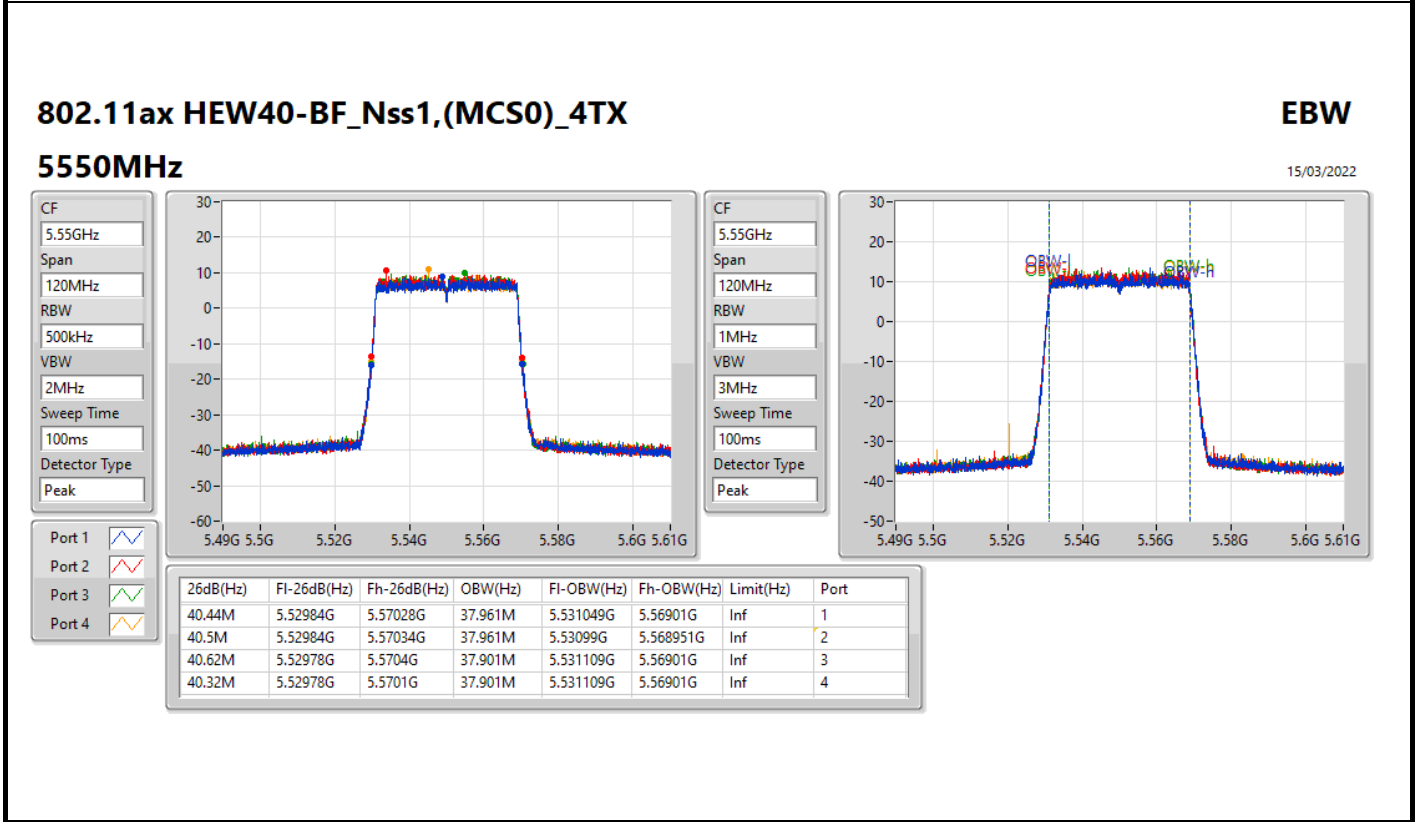 802.11ax HEW40-BF_Nss1,(MCS0)_4TX
EBW
5550MHz
15/03/2022
CF
5.55GHz
Span
120MHz
RBW
500kHz
VBW
2MHz
Sweep Time
100ms
Detector Type
Peak
30
20
10
0
-10
-20
-30
-40
-50
-60
5.49G 5.5G 5.52G 5.54G 5.56G 5.58G 5.6G 5.61G
CF
5.55GHz
Span
120MHz
RBW
1MHz
VBW
3MHz
Sweep Time
100ms
Detector Type
Peak
30
20
10
0
-10
-20
-30
-40
-50
OBW-l
OBW-h
5.49G 5.5G 5.52G 5.54G 5.56G 5.58G 5.6G 5.61G
Port 1
Port 2
Port 3
Port 4
26dB(Hz) Fl-26dB(Hz) Fh-26dB(Hz) OBW(Hz) Fl-OBW(Hz) Fh-OBW(Hz) Limit(Hz) Port
40.44M 5.52984G 5.57028G 37.961M 5.531049G 5.56901G Inf 1
40.5M 5.52984G 5.57034G 37.961M 5.53099G 5.568951G Inf 2
40.62M 5.52978G 5.5704G 37.901M 5.531109G 5.56901G Inf 3
40.32M 5.52978G 5.5701G 37.901M 5.531109G 5.56901G Inf 4